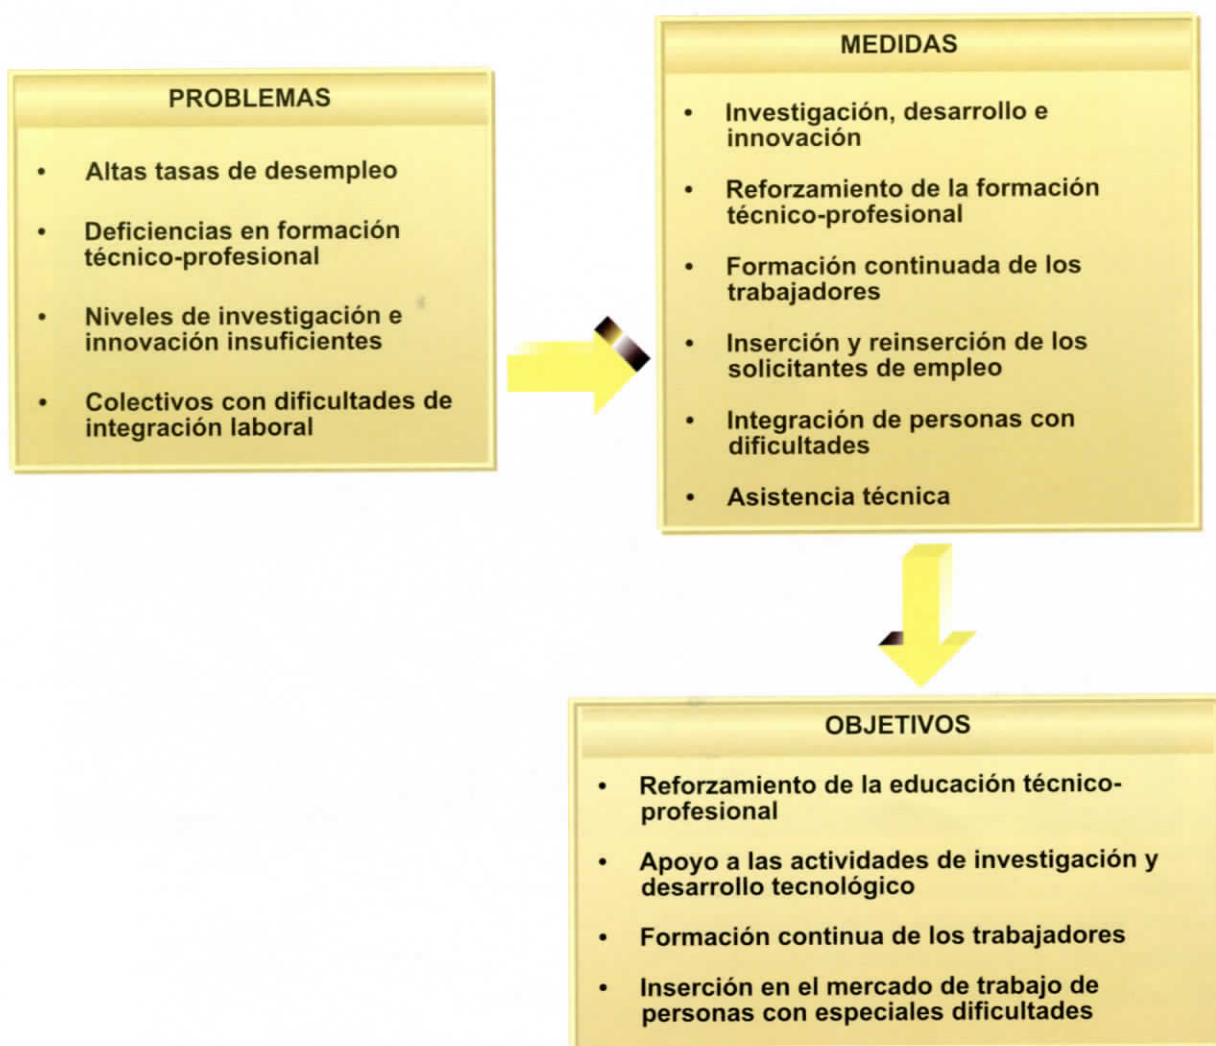 PROBLEMAS
• Altas tasas de desempleo
• Deficiencias en formación
técnico-profesional
• Niveles de investigación e
innovación insuficientes
• Colectivos con dificultades de
integración laboral
MEDIDAS
• Investigación, desarrollo e
innovación
• Reforzamiento de la formación
técnico-profesional
• Formación continuada de los
trabajadores
• Inserción y reinserción de los
solicitantes de empleo
• Integración de personas con
dificultades
• Asistencia técnica
OBJETIVOS
• Reforzamiento de la educación técnico-
profesional
• Apoyo a las actividades de investigación y
desarrollo tecnológico
• Formación continua de los trabajadores
• Inserción en el mercado de trabajo de
personas con especiales dificultades